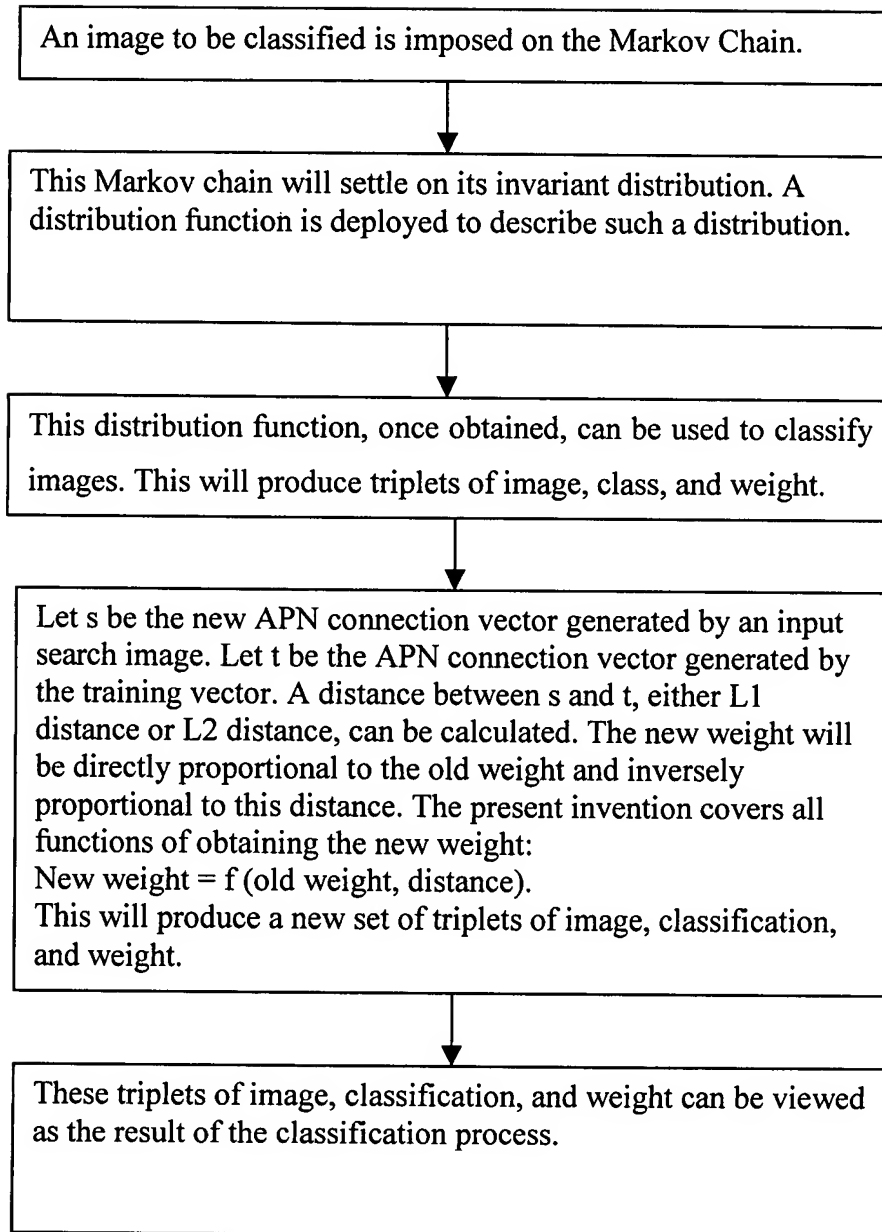 An image to be classified is imposed on the Markov Chain.
This Markov chain will settle on its invariant distribution. A
distribution function is deployed to describe such a distribution.
This distribution function, once obtained, can be used to classify
images. This will produce triplets of image, class, and weight.
Let s be the new APN connection vector generated by an input
search image. Let t be the APN connection vector generated by
the training vector. A distance between s and t, either L1
distance or L2 distance, can be calculated. The new weight will
be directly proportional to the old weight and inversely
proportional to this distance. The present invention covers all
functions of obtaining the new weight:
New weight = f (old weight, distance).
This will produce a new set of triplets of image, classification,
and weight.
These triplets of image, classification, and weight can be viewed
as the result of the classification process.